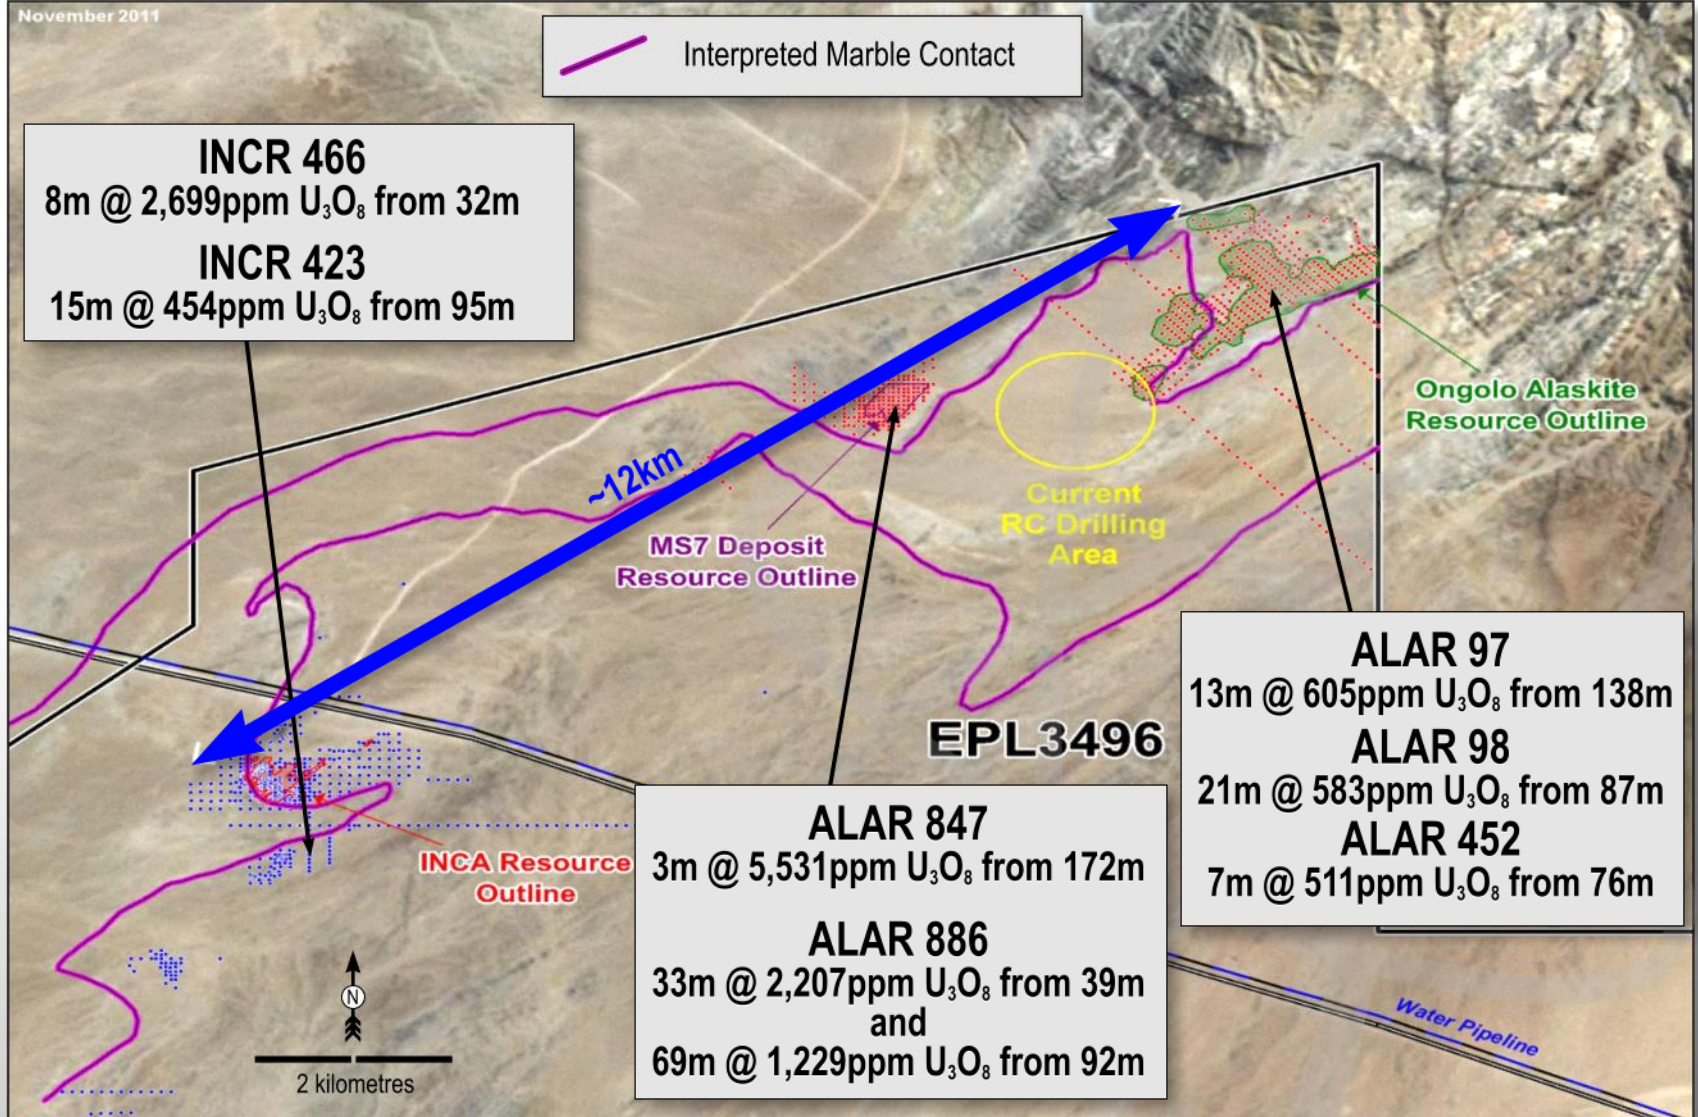 November 2011
Interpreted Marble Contact
INCR 466
8m @ 2,699ppm U₃O₈ from 32m
INCR 423
15m @ 454ppm U₃O₈ from 95m
~12km
Ongolo Alaskite
Resource Outline
Current
RC Drilling
Area
MS7 Deposit
Resource Outline
EPL3496
ALAR 97
13m @ 605ppm U₃O₈ from 138m
ALAR 98
21m @ 583ppm U₃O₈ from 87m
ALAR 452
7m @ 511ppm U₃O₈ from 76m
ALAR 847
3m @ 5,531ppm U₃O₈ from 172m
ALAR 886
33m @ 2,207ppm U₃O₈ from 39m
and
69m @ 1,229ppm U₃O₈ from 92m
INCA Resource
Outline
N
2 kilometres
Water Pipeline